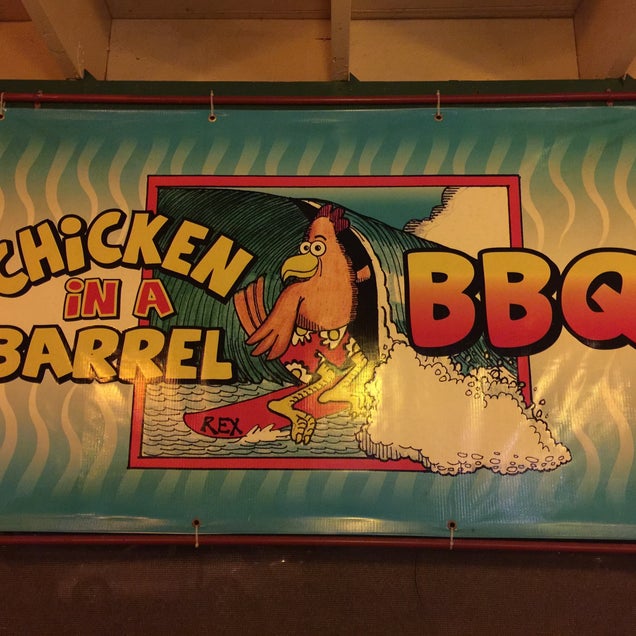 CHiCKEN
iN A
BARREL
BBQ
REX